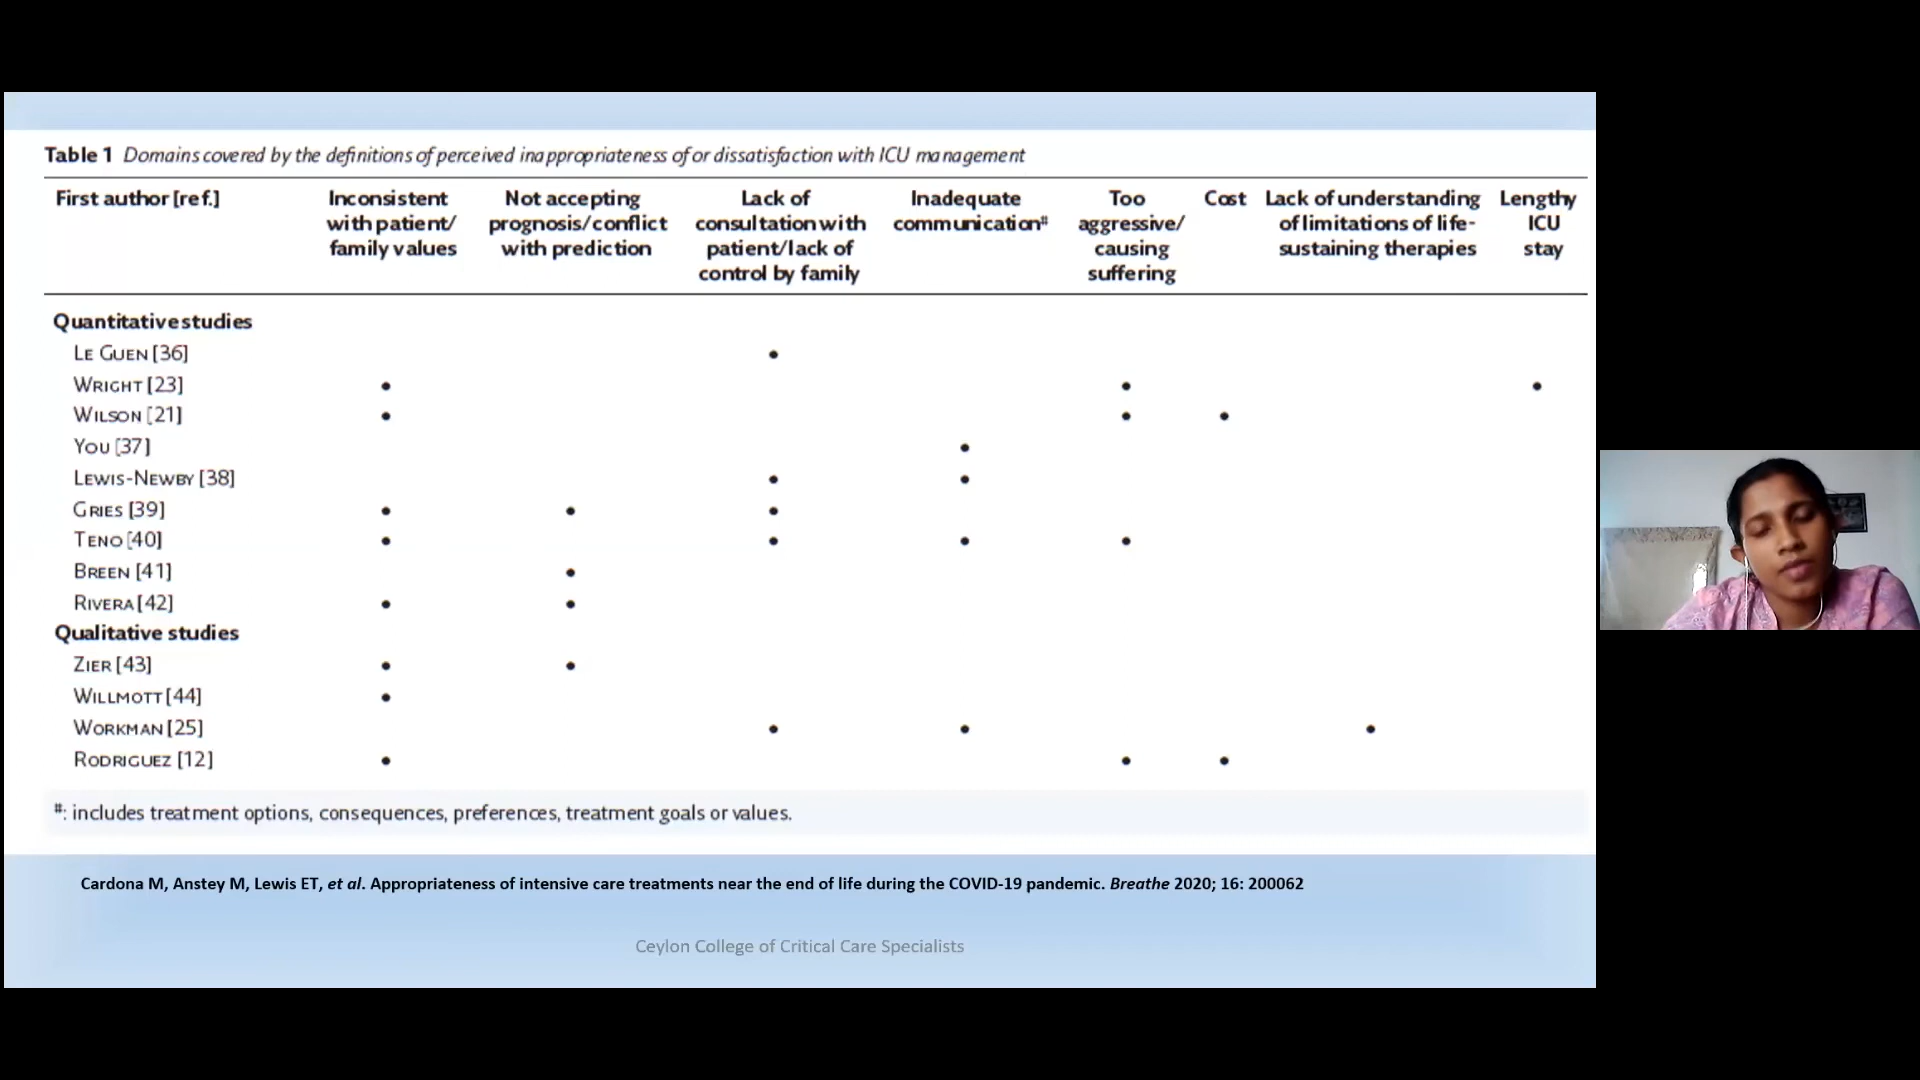 Table 1 Domains covered by the definitions of perceived inappropriateness of or dissatisfaction with ICU management
First author [ref.] Inconsistent with patient/ family values Not accepting prognosis/conflict with prediction Lack of consultation with patient/lack of control by family Inadequate communication# Too aggressive/ causing suffering Cost Lack of understanding of limitations of life-sustaining therapies Lengthy ICU stay
Quantitative studies
LE GUEN [36] •
WRIGHT [23] • • •
WILSON [21] • • •
YOU [37] •
LEWIS-NEWBY [38] • •
GRIES [39] • • •
TENO [40] • • • •
BREEN [41] •
RIVERA [42] • •
Qualitative studies
ZIER [43] • •
WILLMOTT [44] •
WORKMAN [25] • • •
RODRIGUEZ [12] • • •
#: includes treatment options, consequences, preferences, treatment goals or values.
Cardona M, Anstey M, Lewis ET, et al. Appropriateness of intensive care treatments near the end of life during the COVID-19 pandemic. Breathe 2020; 16: 200062
Ceylon College of Critical Care Specialists